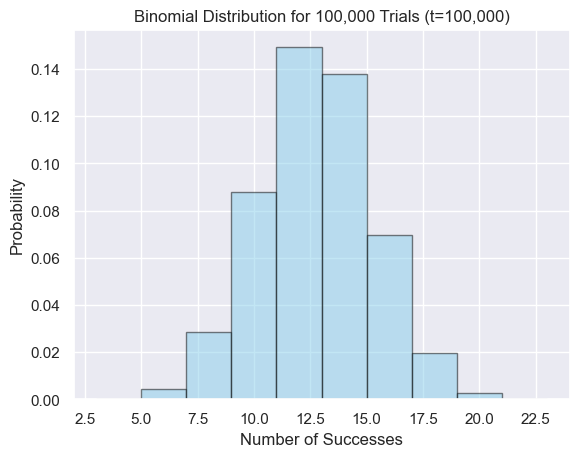 Binomial Distribution for 100,000 Trials (t=100,000)
Probability
0.14
0.12
0.10
0.08
0.06
0.04
0.02
0.00
2.5 5.0 7.5 10.0 12.5 15.0 17.5 20.0 22.5
Number of Successes